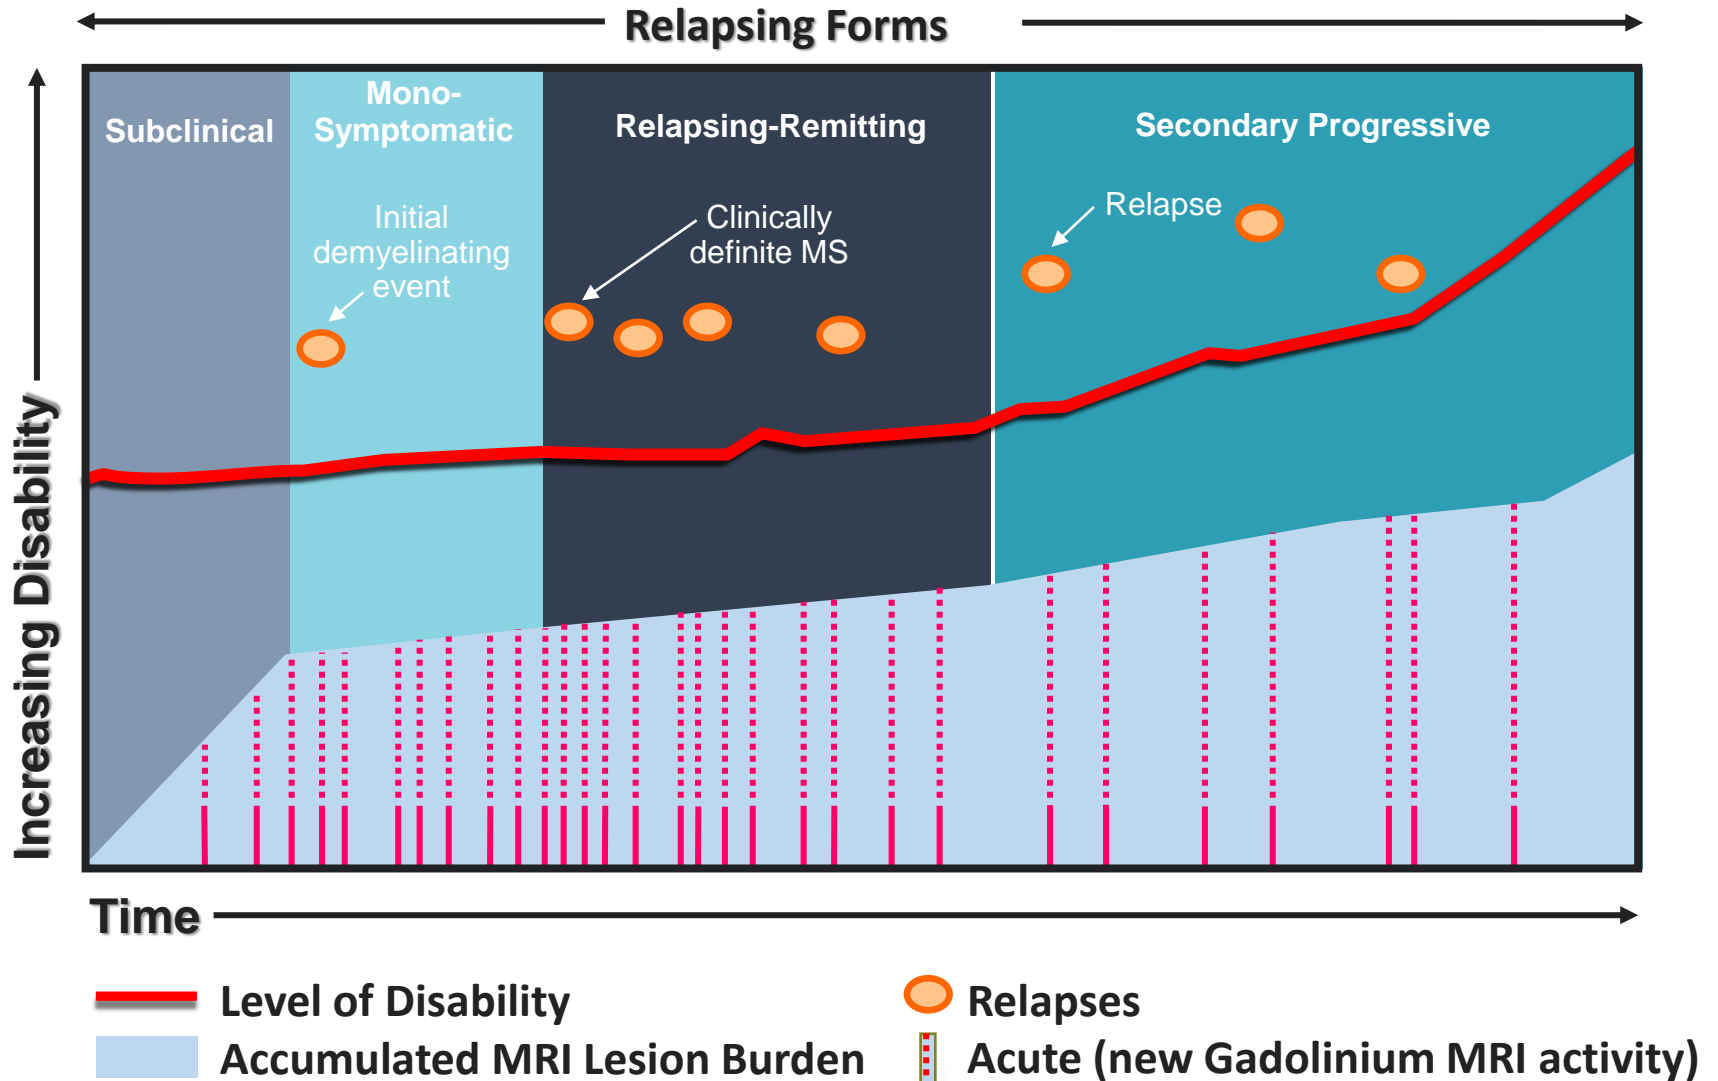 Relapsing Forms
Increasing Disability
Subclinical
Mono-
Symptomatic
Relapsing-Remitting
Secondary Progressive
Initial
demyelinating
event
Clinically
definite MS
Relapse
Time
Level of Disability
Relapses
Accumulated MRI Lesion Burden
Acute (new Gadolinium MRI activity)